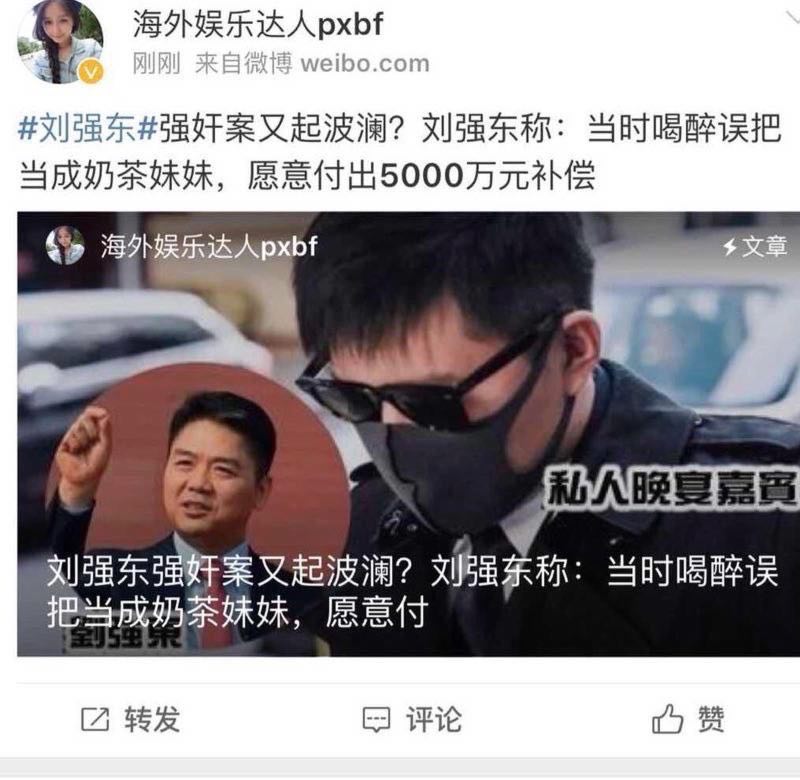 海外娱乐达人pxbf
刚刚 来自微博 weibo.com
#刘强东#强奸案又起波澜？刘强东称：当时喝醉误把
当成奶茶妹妹，愿意付出5000万元补偿
海外娱乐达人pxbf
文章
私人晚宴嘉賓
刘强东强奸案又起波澜？刘强东称：当时喝醉误
把当成奶茶妹妹，愿意付
劉強東
转发
评论
赞